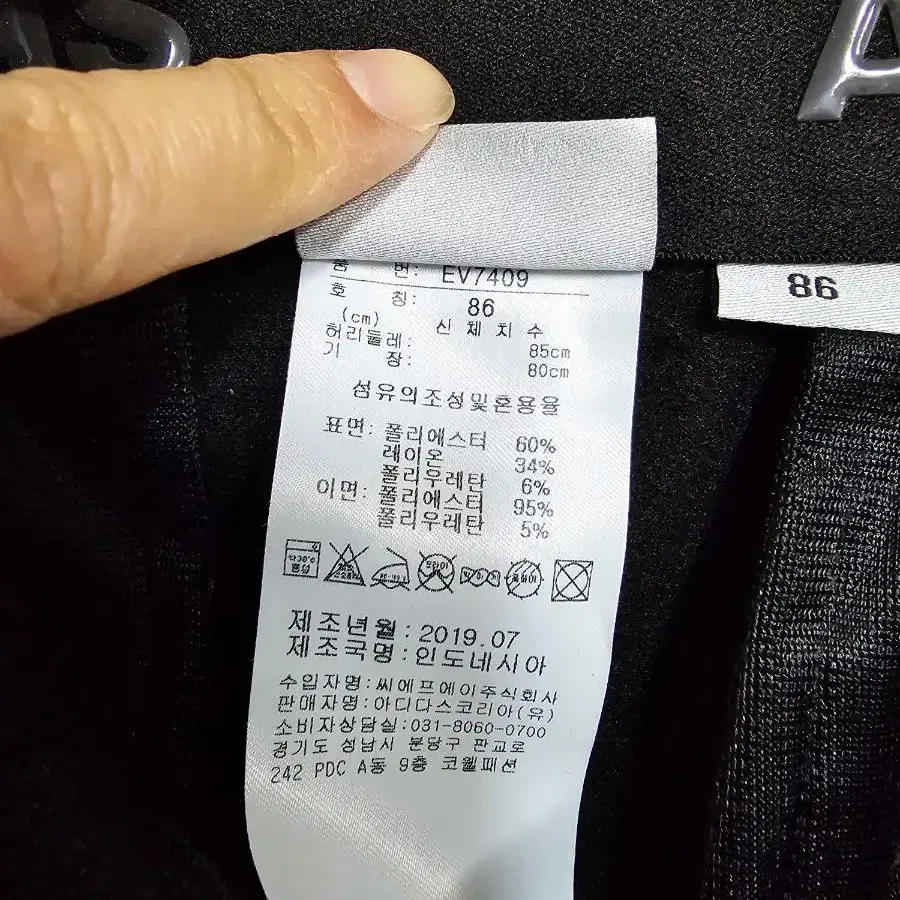 품 번: EV7409
호 칭: 86
(cm) 신 체 치 수
허리둘레: 85cm
기 장: 80cm
섬유의조성및혼용율
표면: 폴리에스터 60%
레이온 34%
폴리우레탄 6%
이면: 폴리에스터 95%
폴리우레탄 5%
제조년월: 2019.07
제조국명: 인도네시아
수입자명: 씨에프에이주식회사
판매자명: 아디다스코리아(유)
소비자상담실: 031-8060-0700
경기도 성남시 분당구 판교로
242 PDC A동 9층 코웰패션
86
A